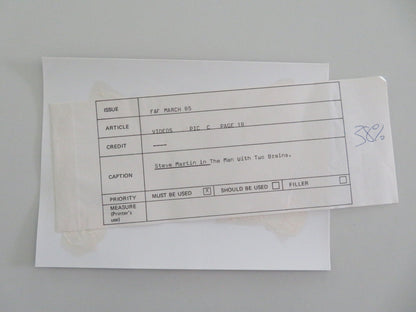 ISSUE F&F MARCH 85
ARTICLE VIDEOS PIC C PAGE 18
CREDIT ----
CAPTION Steve Martin in The Man with Two Brains.
PRIORITY MUST BE USED X SHOULD BE USED FILLER
MEASURE
(Printer's
use)
38%